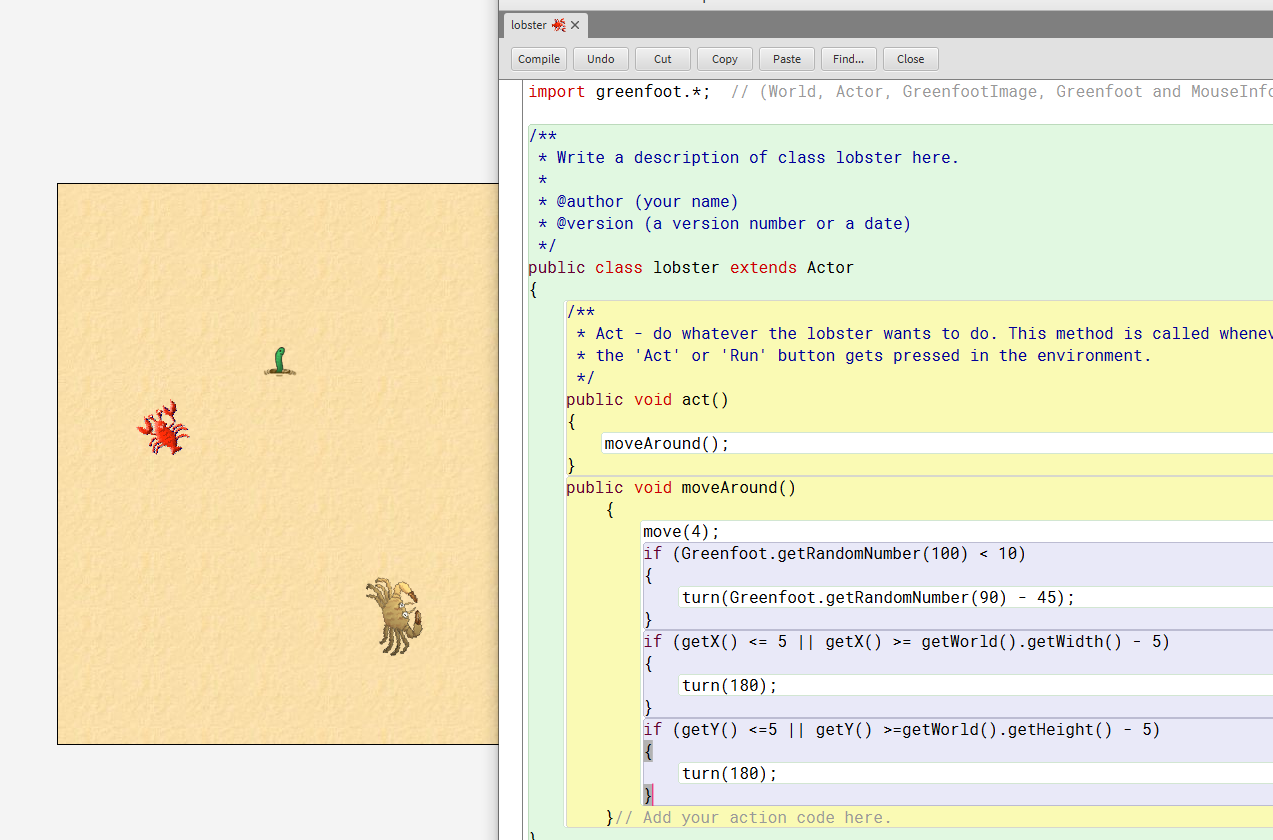 lobster
Compile Undo Cut Copy Paste Find... Close
import greenfoot.*;  // (World, Actor, GreenfootImage, Greenfoot and MouseInfo
/**
 * Write a description of class lobster here.
 *
 * @author (your name)
 * @version (a version number or a date)
 */
public class lobster extends Actor
{
    /**
     * Act - do whatever the lobster wants to do. This method is called whenev
     * the 'Act' or 'Run' button gets pressed in the environment.
     */
    public void act()
    {
        moveAround();
    }
    public void moveAround()
        {
            move(4);
            if (Greenfoot.getRandomNumber(100) < 10)
            {
                turn(Greenfoot.getRandomNumber(90) - 45);
            }
            if (getX() <= 5 || getX() >= getWorld().getWidth() - 5)
            {
                turn(180);
            }
            if (getY() <=5 || getY() >=getWorld().getHeight() - 5)
            {
                turn(180);
            }
        }// Add your action code here.
}